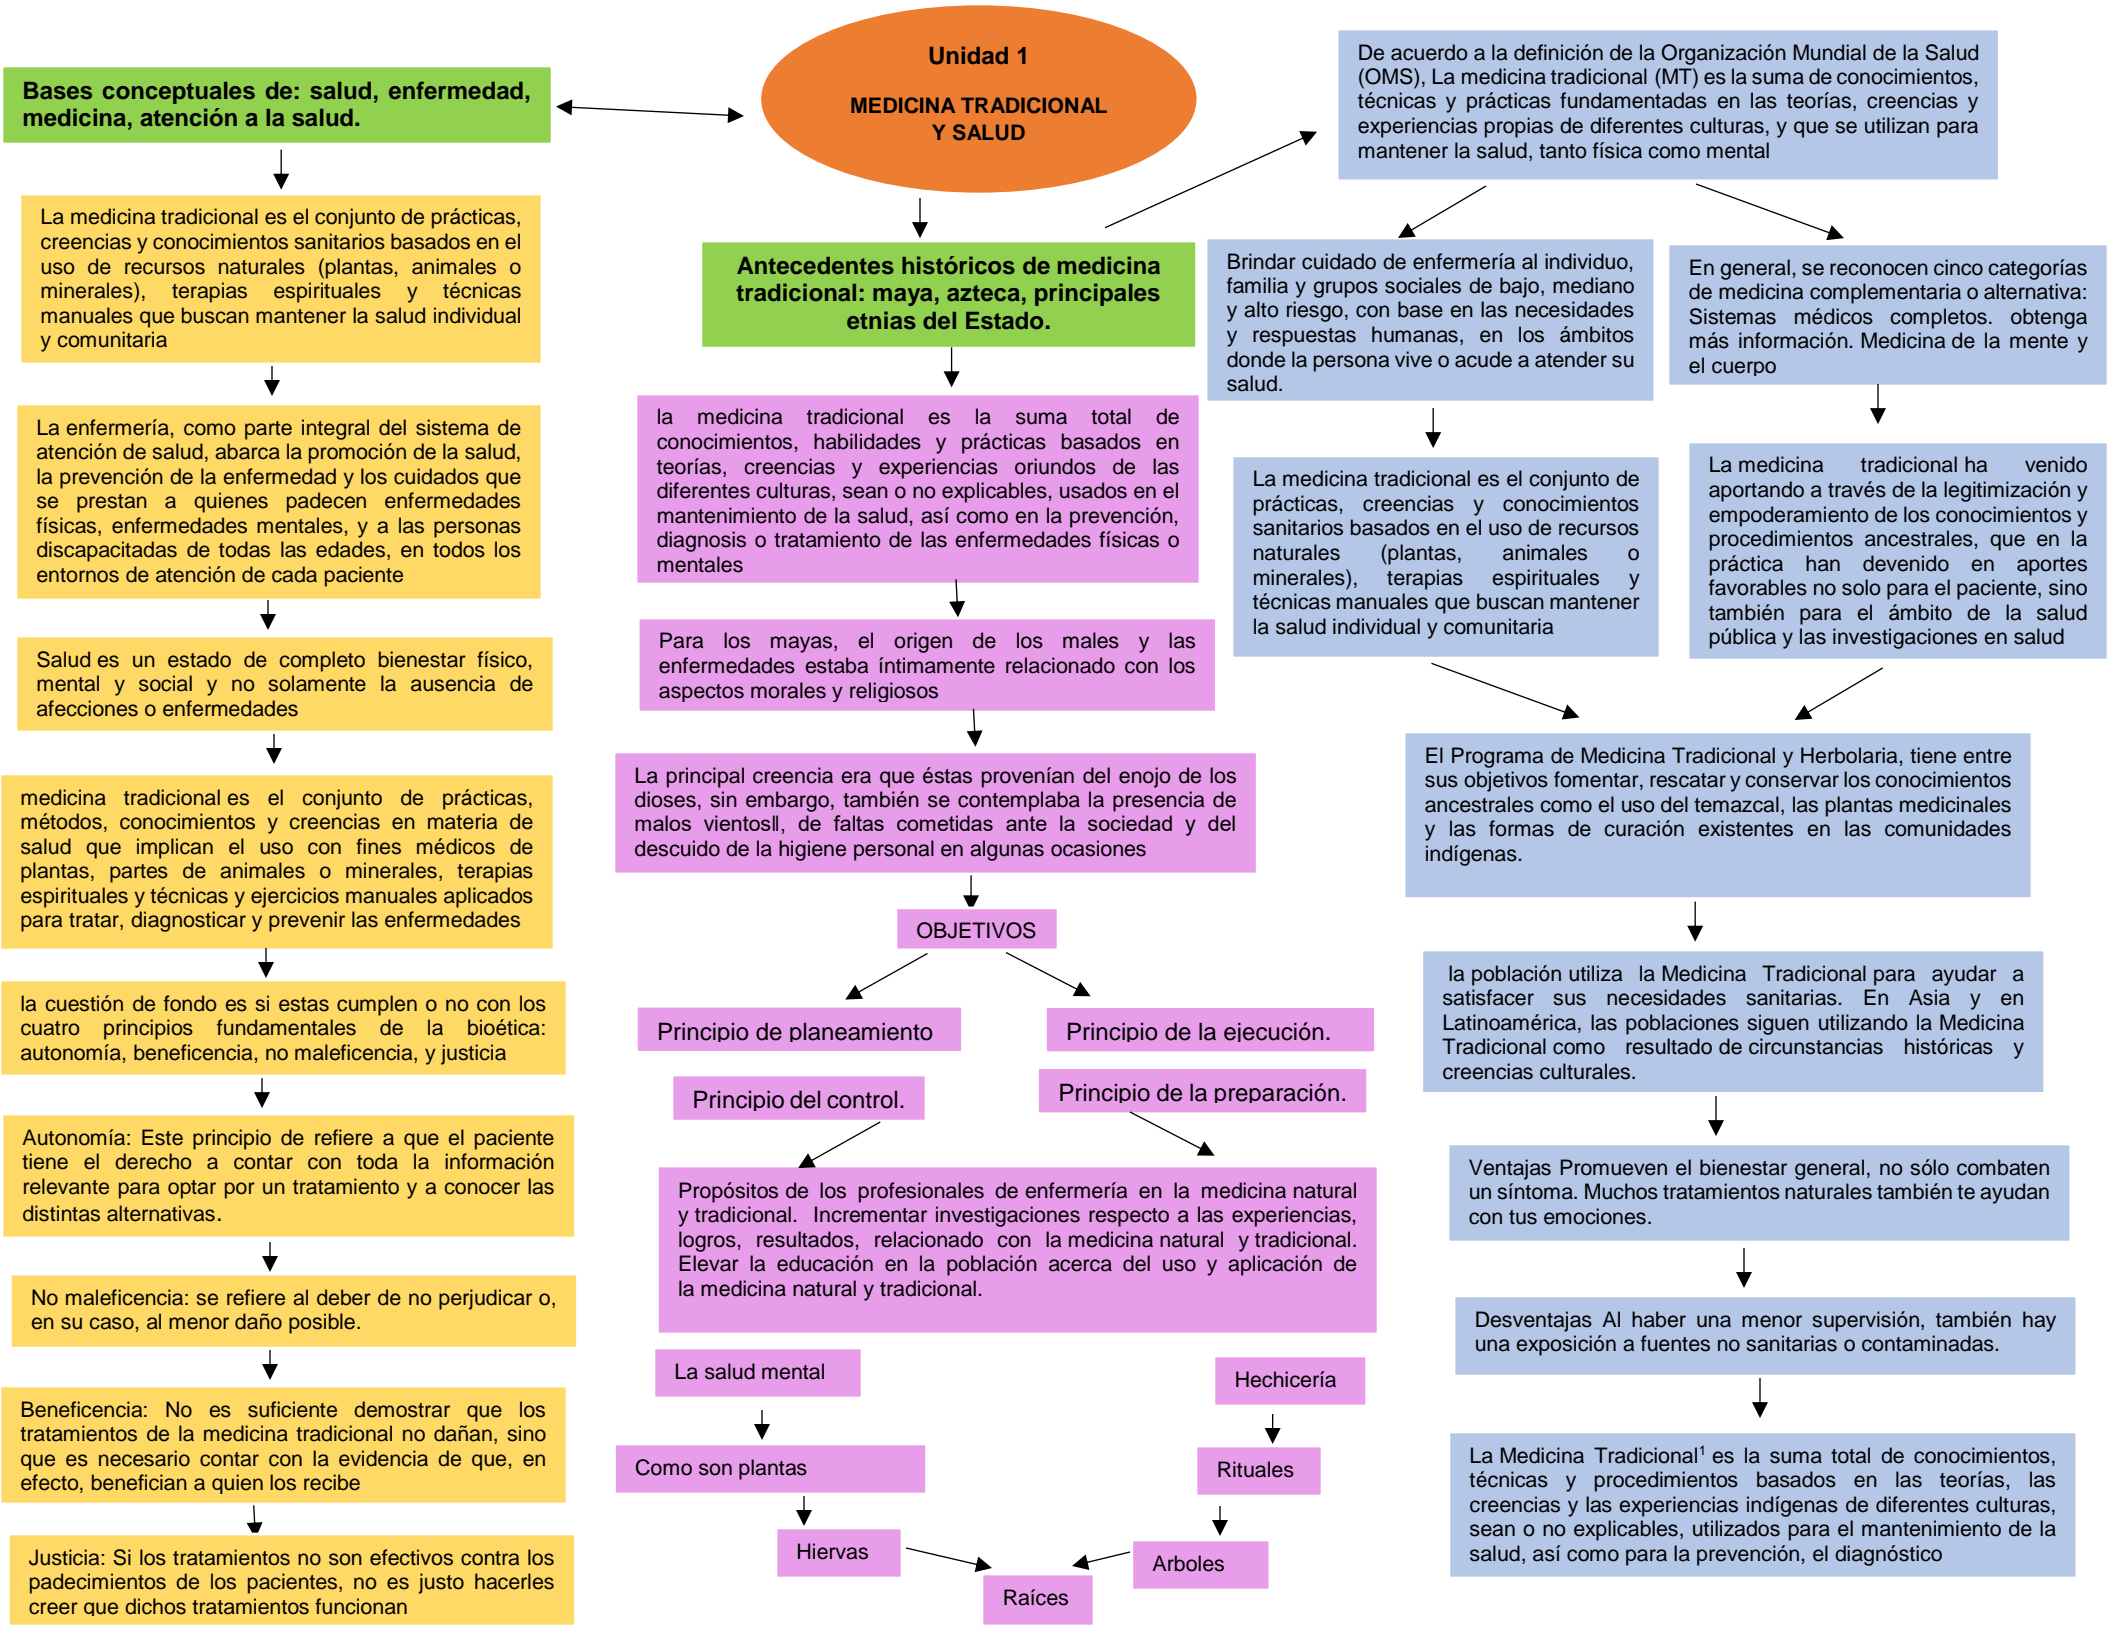 Unidad 1
MEDICINA TRADICIONAL
Y SALUD
Bases conceptuales de: salud, enfermedad,
medicina, atención a la salud.
La medicina tradicional es el conjunto de prácticas,
creencias y conocimientos sanitarios basados en el
uso de recursos naturales (plantas, animales o
minerales), terapias espirituales y técnicas
manuales que buscan mantener la salud individual
y comunitaria
La enfermería, como parte integral del sistema de
atención de salud, abarca la promoción de la salud,
la prevención de la enfermedad y los cuidados que
se prestan a quienes padecen enfermedades
físicas, enfermedades mentales, y a las personas
discapacitadas de todas las edades, en todos los
entornos de atención de cada paciente
Salud es un estado de completo bienestar físico,
mental y social y no solamente la ausencia de
afecciones o enfermedades
medicina tradicional es el conjunto de prácticas,
métodos, conocimientos y creencias en materia de
salud que implican el uso con fines médicos de
plantas, partes de animales o minerales, terapias
espirituales y técnicas y ejercicios manuales aplicados
para tratar, diagnosticar y prevenir las enfermedades
la cuestión de fondo es si estas cumplen o no con los
cuatro principios fundamentales de la bioética:
autonomía, beneficencia, no maleficencia, y justicia
Autonomía: Este principio de refiere a que el paciente
tiene el derecho a contar con toda la información
relevante para optar por un tratamiento y a conocer las
distintas alternativas.
No maleficencia: se refiere al deber de no perjudicar o,
en su caso, al menor daño posible.
Beneficencia: No es suficiente demostrar que los
tratamientos de la medicina tradicional no dañan, sino
que es necesario contar con la evidencia de que, en
efecto, benefician a quien los recibe
Justicia: Si los tratamientos no son efectivos contra los
padecimientos de los pacientes, no es justo hacerles
creer que dichos tratamientos funcionan
Antecedentes históricos de medicina
tradicional: maya, azteca, principales
etnias del Estado.
la medicina tradicional es la suma total de
conocimientos, habilidades y prácticas basados en
teorías, creencias y experiencias oriundos de las
diferentes culturas, sean o no explicables, usados en el
mantenimiento de la salud, así como en la prevención,
diagnosis o tratamiento de las enfermedades físicas o
mentales
Para los mayas, el origen de los males y las
enfermedades estaba íntimamente relacionado con los
aspectos morales y religiosos
La principal creencia era que éstas provenían del enojo de los
dioses, sin embargo, también se contemplaba la presencia de
malos vientos‖, de faltas cometidas ante la sociedad y del
descuido de la higiene personal en algunas ocasiones
OBJETIVOS
Principio de planeamiento
Principio de la ejecución.
Principio del control.
Principio de la preparación.
Propósitos de los profesionales de enfermería en la medicina natural
y tradicional. Incrementar investigaciones respecto a las experiencias,
logros, resultados, relacionado con la medicina natural y tradicional.
Elevar la educación en la población acerca del uso y aplicación de
la medicina natural y tradicional.
La salud mental
Hechicería
Como son plantas
Rituales
Hiervas
Arboles
Raíces
De acuerdo a la definición de la Organización Mundial de la Salud
(OMS), La medicina tradicional (MT) es la suma de conocimientos,
técnicas y prácticas fundamentadas en las teorías, creencias y
experiencias propias de diferentes culturas, y que se utilizan para
mantener la salud, tanto física como mental
Brindar cuidado de enfermería al individuo,
familia y grupos sociales de bajo, mediano
y alto riesgo, con base en las necesidades
y respuestas humanas, en los ámbitos
donde la persona vive o acude a atender su
salud.
En general, se reconocen cinco categorías
de medicina complementaria o alternativa:
Sistemas médicos completos. obtenga
más información. Medicina de la mente y
el cuerpo
La medicina tradicional es el conjunto de
prácticas, creencias y conocimientos
sanitarios basados en el uso de recursos
naturales (plantas, animales o
minerales), terapias espirituales y
técnicas manuales que buscan mantener
la salud individual y comunitaria
La medicina tradicional ha venido
aportando a través de la legitimización y
empoderamiento de los conocimientos y
procedimientos ancestrales, que en la
práctica han devenido en aportes
favorables no solo para el paciente, sino
también para el ámbito de la salud
pública y las investigaciones en salud
El Programa de Medicina Tradicional y Herbolaria, tiene entre
sus objetivos fomentar, rescatar y conservar los conocimientos
ancestrales como el uso del temazcal, las plantas medicinales
y las formas de curación existentes en las comunidades
indígenas.
la población utiliza la Medicina Tradicional para ayudar a
satisfacer sus necesidades sanitarias. En Asia y en
Latinoamérica, las poblaciones siguen utilizando la Medicina
Tradicional como resultado de circunstancias históricas y
creencias culturales.
Ventajas Promueven el bienestar general, no sólo combaten
un síntoma. Muchos tratamientos naturales también te ayudan
con tus emociones.
Desventajas Al haber una menor supervisión, también hay
una exposición a fuentes no sanitarias o contaminadas.
La Medicina Tradicional¹ es la suma total de conocimientos,
técnicas y procedimientos basados en las teorías, las
creencias y las experiencias indígenas de diferentes culturas,
sean o no explicables, utilizados para el mantenimiento de la
salud, así como para la prevención, el diagnóstico